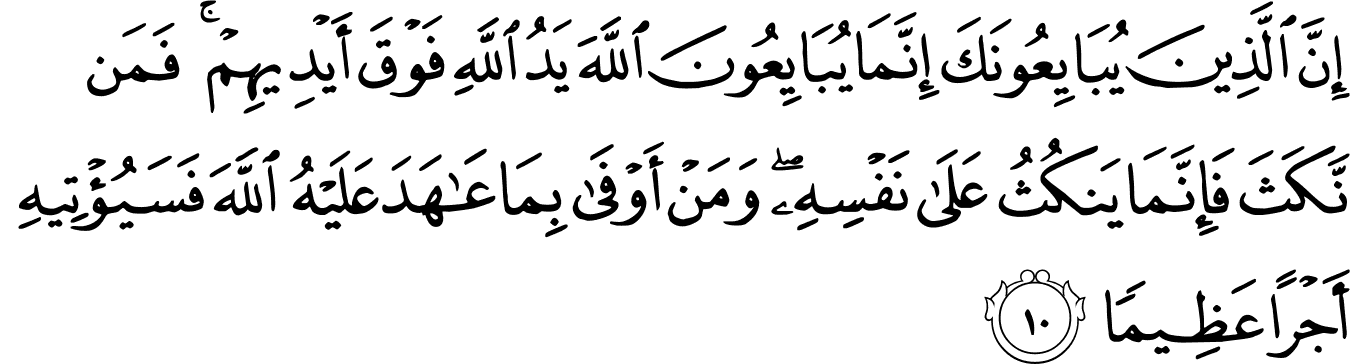 إِنَّ ٱلَّذِينَ يُبَايِعُونَكَ إِنَّمَا يُبَايِعُونَ ٱللَّهَ يَدُ ٱللَّهِ فَوْقَ أَيْدِيهِمْ ۚ فَمَن
نَّكَثَ فَإِنَّمَا يَنكُثُ عَلَىٰ نَفْسِهِۦ ۖ وَمَنْ أَوْفَىٰ بِمَا عَـٰهَدَ عَلَيْهُ ٱللَّهَ فَسَيُؤْتِيهِ
أَجْرًا عَظِيمًا ١٠